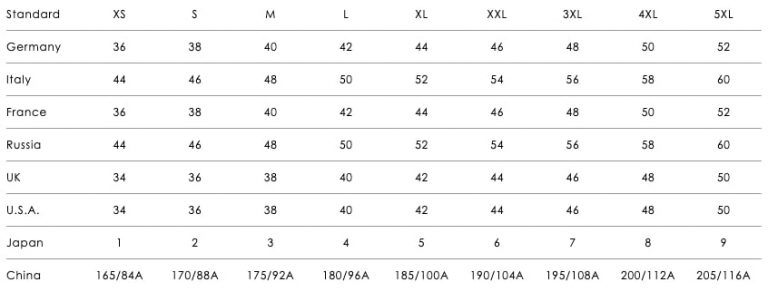 Standard XS S M L XL XXL 3XL 4XL 5XL
Germany 36 38 40 42 44 46 48 50 52
Italy 44 46 48 50 52 54 56 58 60
France 36 38 40 42 44 46 48 50 52
Russia 44 46 48 50 52 54 56 58 60
UK 34 36 38 40 42 44 46 48 50
U.S.A. 34 36 38 40 42 44 46 48 50
Japan 1 2 3 4 5 6 7 8 9
China 165/84A 170/88A 175/92A 180/96A 185/100A 190/104A 195/108A 200/112A 205/116A